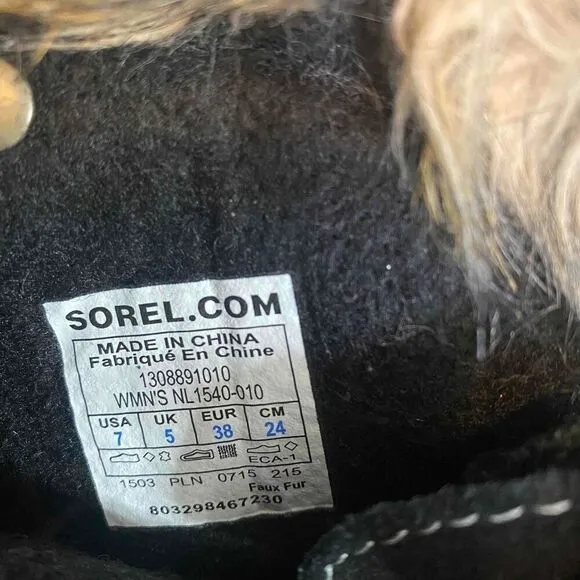 SOREL.COM
MADE IN CHINA
Fabriqué En Chine
1308891010
WMN'S NL1540-010
USA UK EUR CM
7 5 38 24
ECA-1
1503 PLN 0715 215
Faux Fur
803298467230